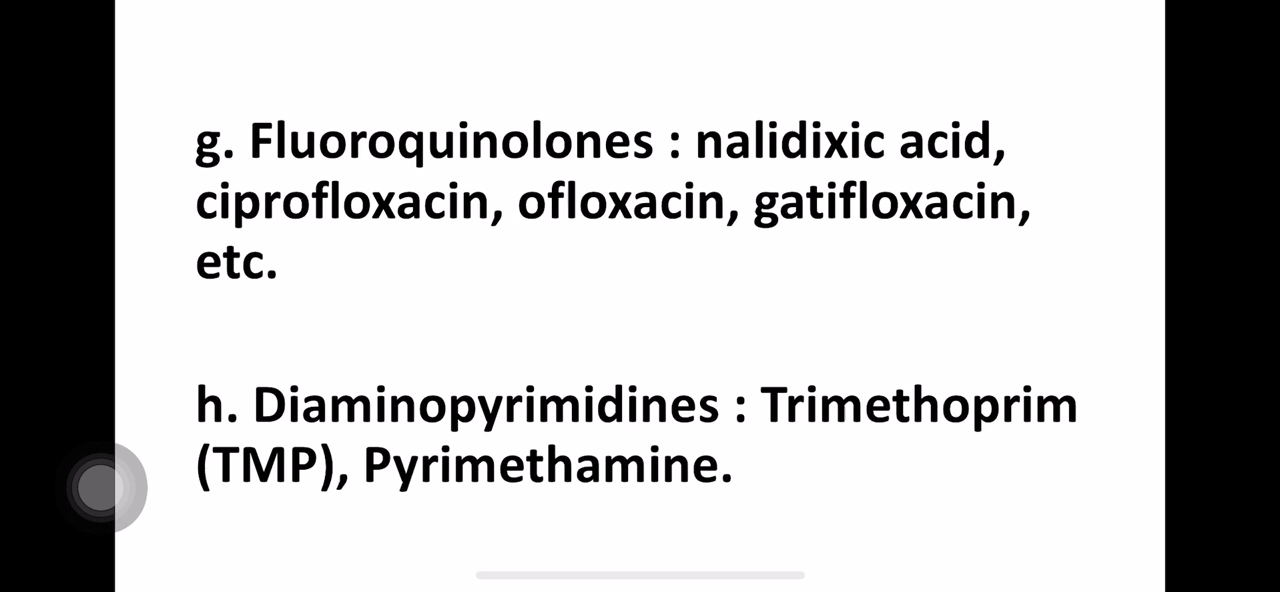 g. Fluoroquinolones : nalidixic acid,
ciprofloxacin, ofloxacin, gatifloxacin,
etc.
h. Diaminopyrimidines : Trimethoprim
(TMP), Pyrimethamine.